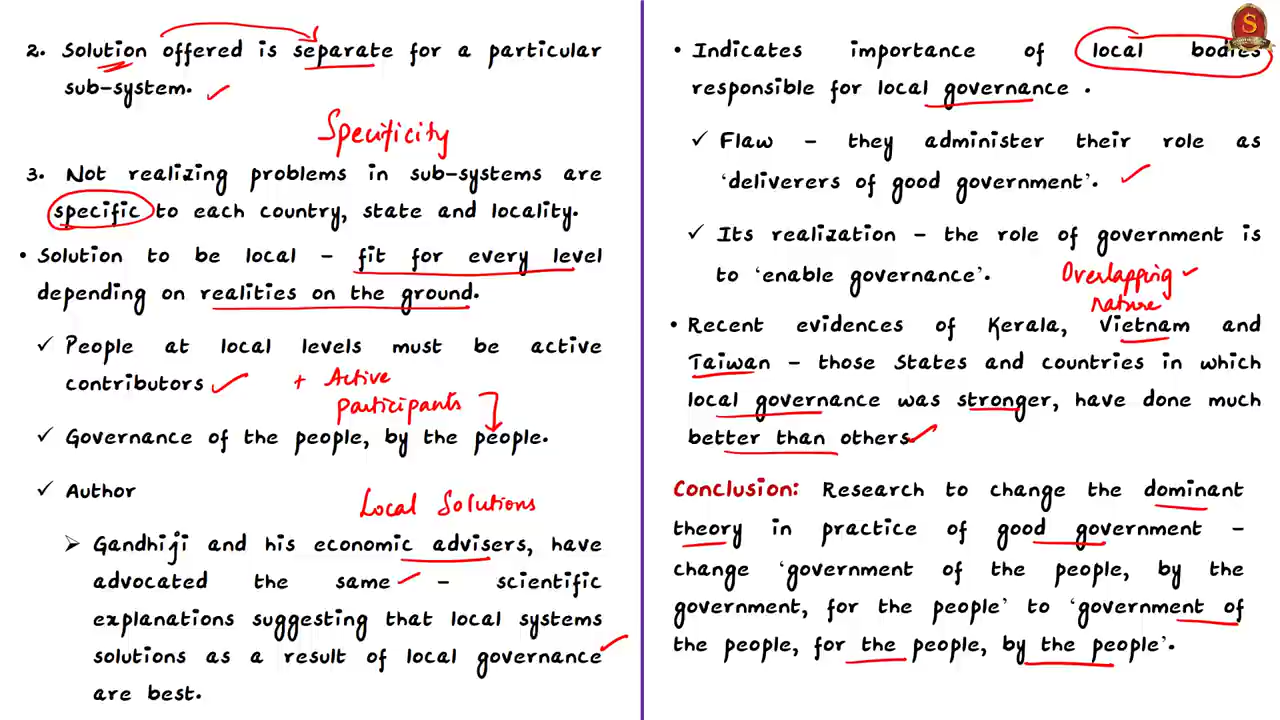 2. Solution offered is separate for a particular
sub-system.
Specificity
3. Not realizing problems in sub-systems are
specific to each country, state and locality.
• Solution to be local - fit for every level
depending on realities on the ground.
✓ People at local levels must be active
contributors
+ Active
participants
✓ Governance of the people, by the people.
✓ Author
Local Solutions
➤ Gandhiji and his economic advisers, have
advocated the same - scientific
explanations suggesting that local systems
solutions as a result of local governance
are best.
S
• Indicates importance of local bodies
responsible for local governance .
✓ Flaw - they administer their role as
'deliverers of good government'.
✓ Its realization - the role of government is
to 'enable governance'.
Overlapping
nature
• Recent evidences of Kerala, Vietnam and
Taiwan - those States and countries in which
local governance was stronger, have done much
better than others
Conclusion: Research to change the dominant
theory in practice of good government -
change 'government of the people, by the
government, for the people' to 'government of
the people, for the people, by the people'.